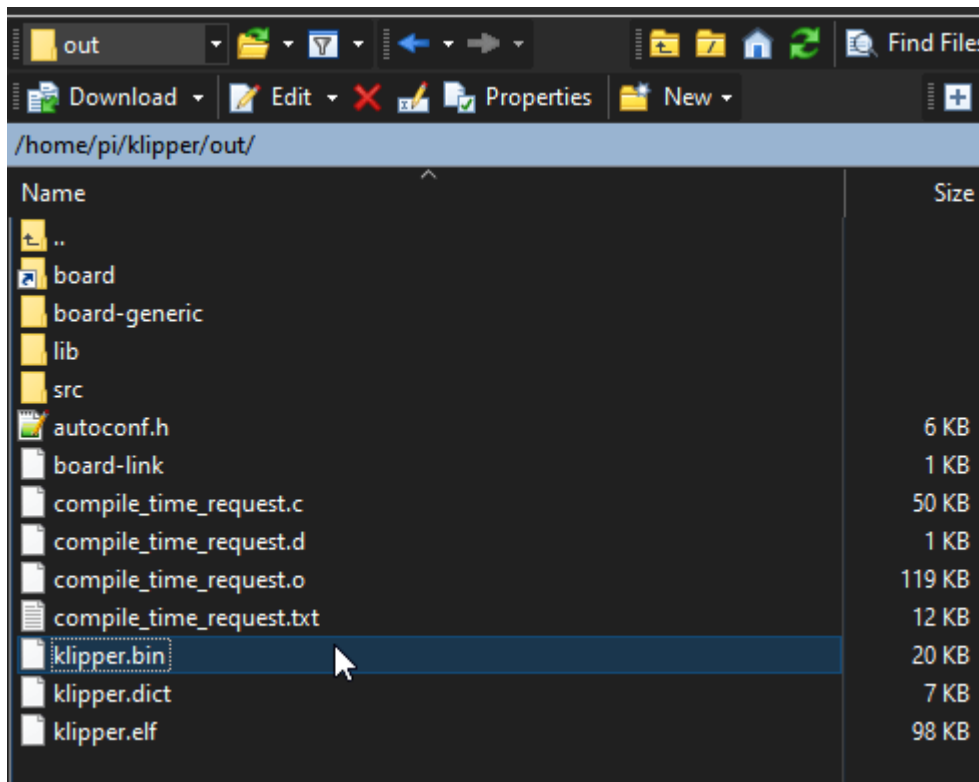 out
Find Files
Download Edit Properties New
/home/pi/klipper/out/
Name Size
..
board
board-generic
lib
src
autoconf.h 6 KB
board-link 1 KB
compile_time_request.c 50 KB
compile_time_request.d 1 KB
compile_time_request.o 119 KB
compile_time_request.txt 12 KB
klipper.bin 20 KB
klipper.dict 7 KB
klipper.elf 98 KB